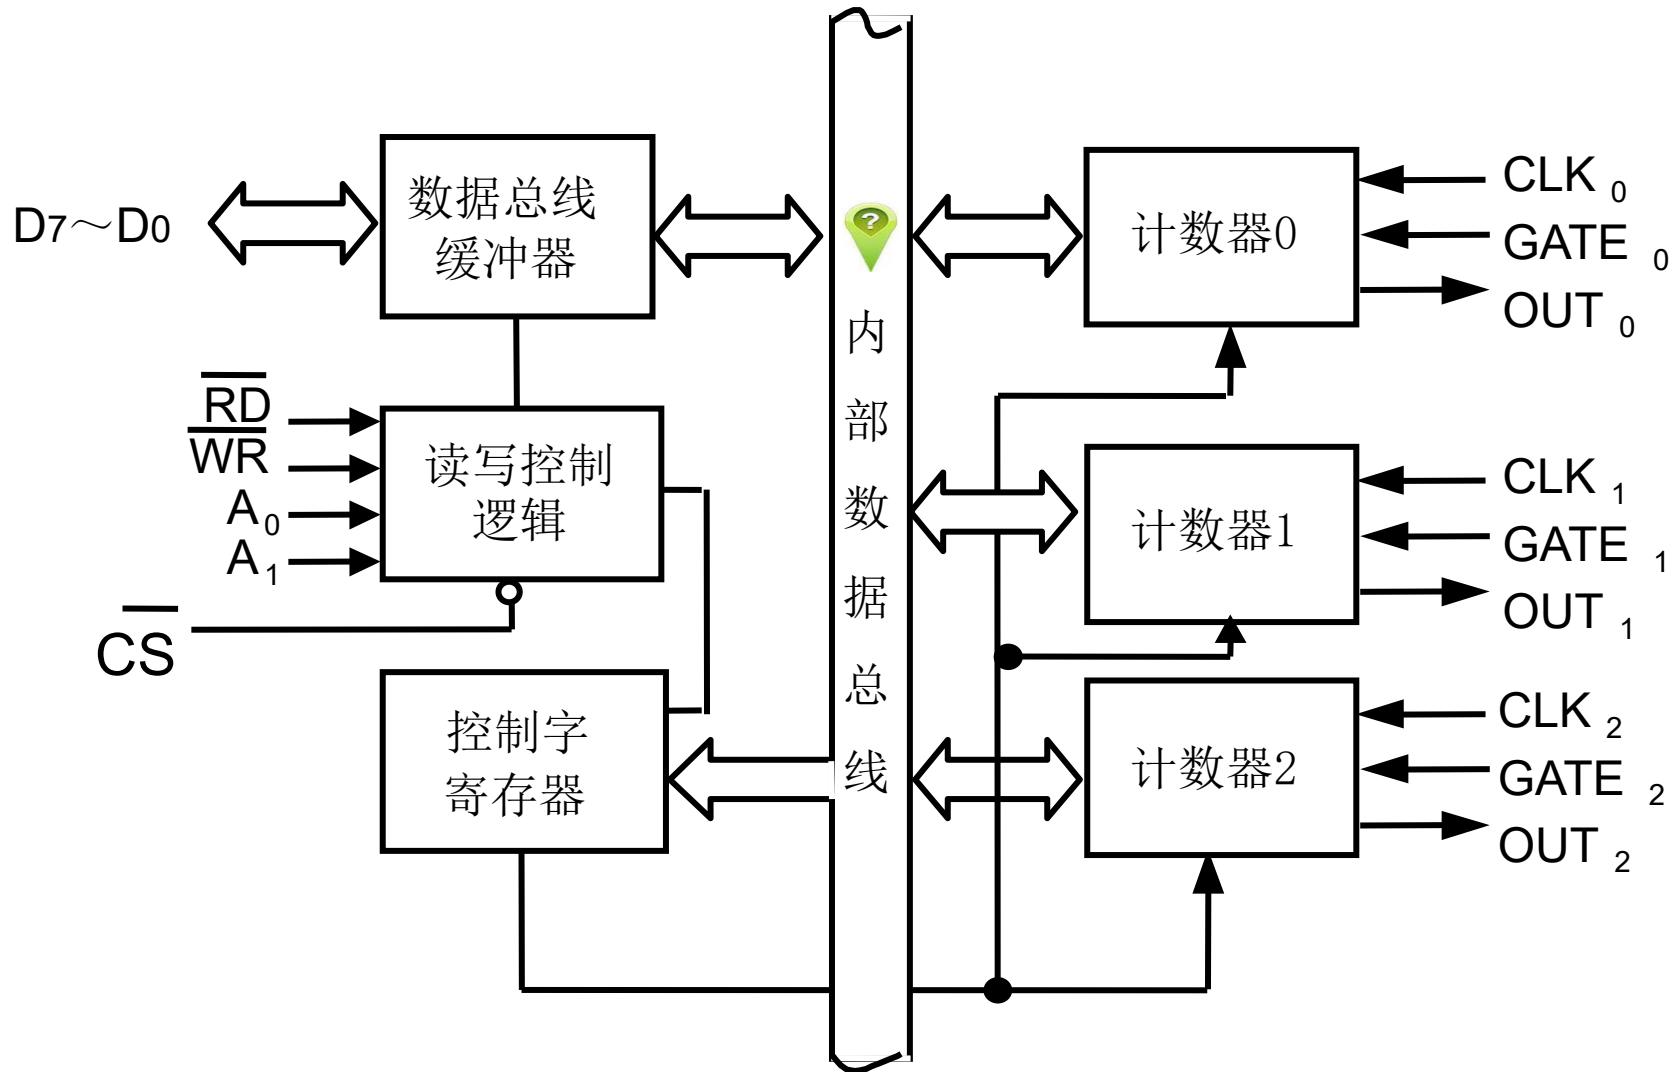 D7～D0
数据总线
缓冲器
RD
WR
A0
A1
读写控制
逻辑
CS
控制字
寄存器
?
内
部
数
据
总
线
计数器0
CLK 0
GATE 0
OUT 0
计数器1
CLK 1
GATE 1
OUT 1
计数器2
CLK 2
GATE 2
OUT 2